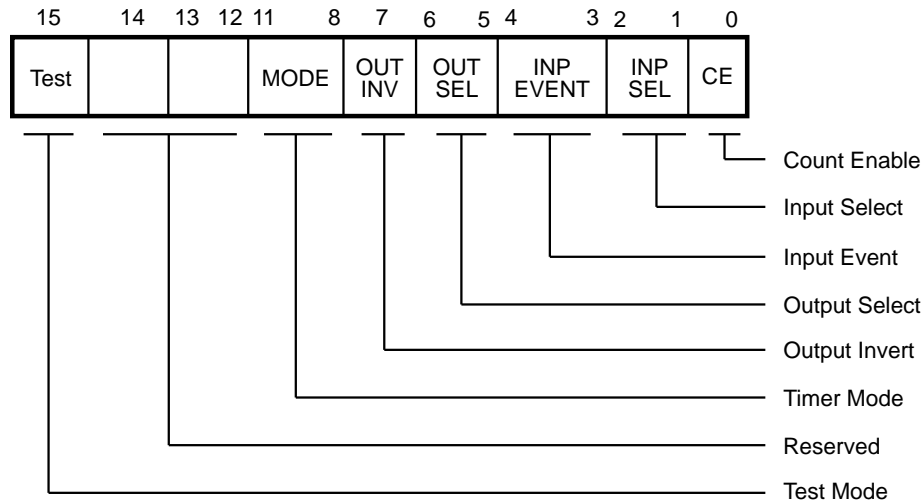 15 14 13 12 11 8 7 6 5 4 3 2 1 0
Test MODE OUT INV OUT SEL INP EVENT INP SEL CE
Count Enable
Input Select
Input Event
Output Select
Output Invert
Timer Mode
Reserved
Test Mode